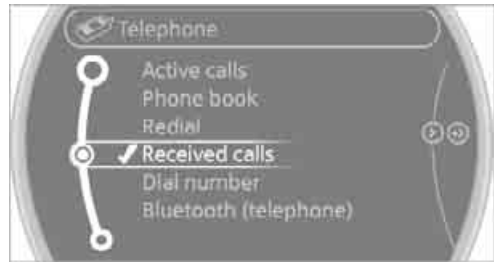 Telephone
Active calls
Phone book
Redial
Received calls
Dial number
Bluetooth (telephone)